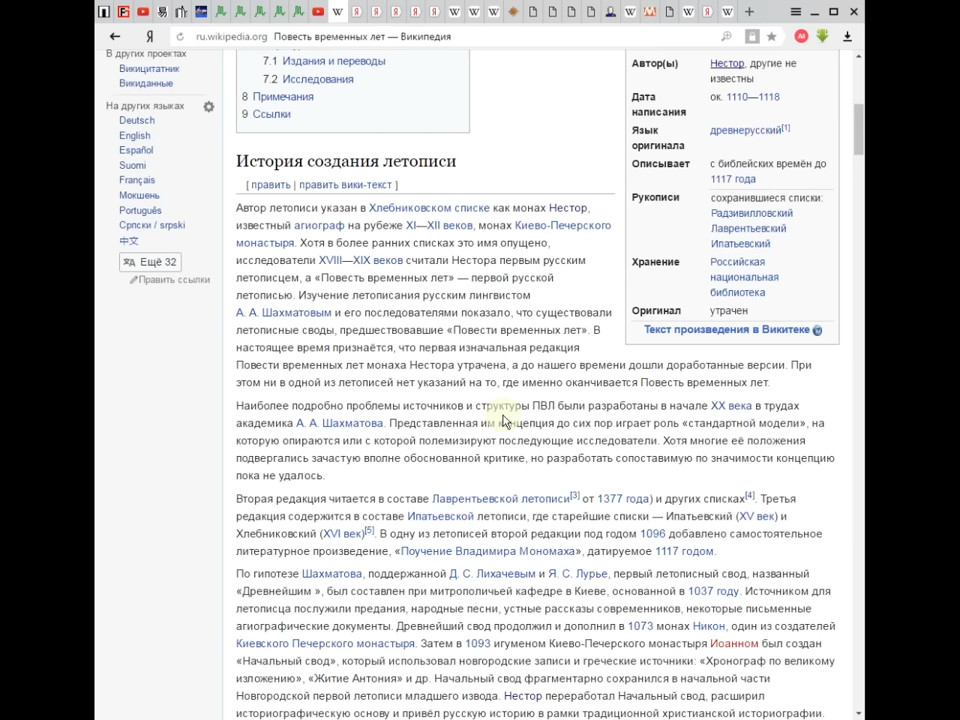 ru.wikipedia.org Повесть временных лет — Википедия
В других проектах
Викицитатник
Викиданные
На других языках
Deutsch
English
Español
Suomi
Français
Мокшень
Português
Српски / srpski
中文
Ещё 32
Править ссылки
7.1 Издания и переводы
7.2 Исследования
8 Примечания
9 Ссылки
История создания летописи
[ править | править вики-текст ]
Автор летописи указан в Хлебниковском списке как монах Нестор,
известный агиограф на рубеже XI—XII веков, монах Киево-Печерского
монастыря. Хотя в более ранних списках это имя опущено,
исследователи XVIII—XIX веков считали Нестора первым русским
летописцем, а «Повесть временных лет» — первой русской
летописью. Изучение летописания русским лингвистом
А. А. Шахматовым и его последователями показало, что существовали
летописные своды, предшествовавшие «Повести временных лет». В
настоящее время признаётся, что первая изначальная редакция
Повести временных лет монаха Нестора утрачена, а до нашего времени дошли доработанные версии. При
этом ни в одной из летописей нет указаний на то, где именно оканчивается Повесть временных лет.
Наиболее подробно проблемы источников и структуры ПВЛ были разработаны в начале XX века в трудах
академика А. А. Шахматова. Представленная им концепция до сих пор играет роль «стандартной модели», на
которую опираются или с которой полемизируют последующие исследователи. Хотя многие её положения
подвергались зачастую вполне обоснованной критике, но разработать сопоставимую по значимости концепцию
пока не удалось.
Вторая редакция читается в составе Лаврентьевской летописи[3] от 1377 года) и других списках[4]. Третья
редакция содержится в составе Ипатьевской летописи, где старейшие списки — Ипатьевский (XV век) и
Хлебниковский (XVI век)[5]. В одну из летописей второй редакции под годом 1096 добавлено самостоятельное
литературное произведение, «Поучение Владимира Мономаха», датируемое 1117 годом.
По гипотезе Шахматова, поддержанной Д. С. Лихачевым и Я. С. Лурье, первый летописный свод, названный
«Древнейшим », был составлен при митрополичьей кафедре в Киеве, основанной в 1037 году. Источником для
летописца послужили предания, народные песни, устные рассказы современников, некоторые письменные
агиографические документы. Древнейший свод продолжил и дополнил в 1073 монах Никон, один из создателей
Киевского Печерского монастыря. Затем в 1093 игуменом Киево-Печерского монастыря Иоанном был создан
«Начальный свод», который использовал новгородские записи и греческие источники: «Хронограф по великому
изложению», «Житие Антония» и др. Начальный свод фрагментарно сохранился в начальной части
Новгородской первой летописи младшего извода. Нестор переработал Начальный свод, расширил
историографическую основу и привёл русскую историю в рамки традиционной христианской историографии.
Автор(ы) Нестор, другие не
известны
Дата ок. 1110—1118
написания
Язык древнерусский[1]
оригинала
Описывает с библейских времён до
1117 года
Рукописи сохранившиеся списки:
Радзивилловский
Лаврентьевский
Ипатьевский
Хранение Российская
национальная
библиотека
Оригинал утрачен
Текст произведения в Викитеке